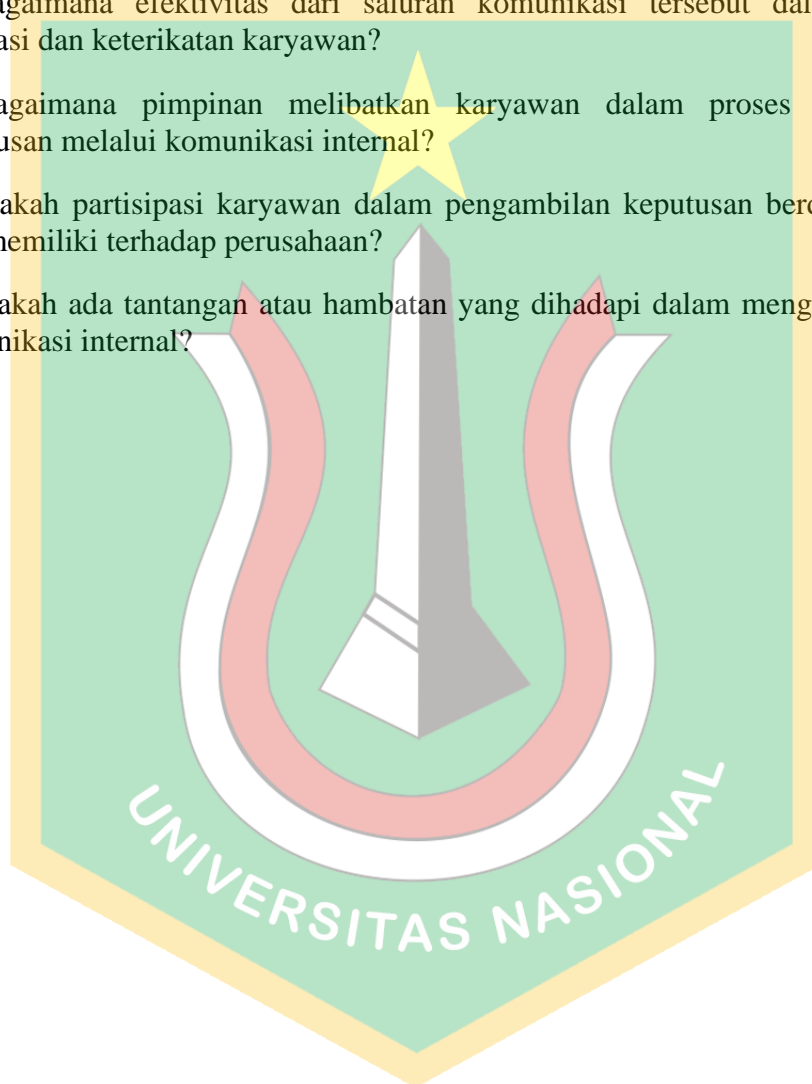 agaimana efektivitas dari saluran komunikasi tersebut dal
asi dan keterikatan karyawan?
agaimana pimpinan melibatkan karyawan dalam proses
usan melalui komunikasi internal?
akah partisipasi karyawan dalam pengambilan keputusan berd
memiliki terhadap perusahaan?
akah ada tantangan atau hambatan yang dihadapi dalam meng
nikasi internal?
UNIVERSITAS NASIONAL